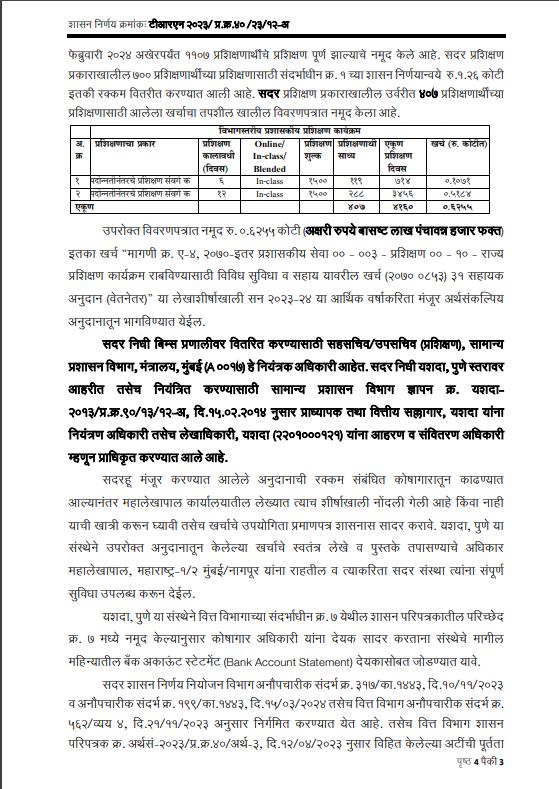 शासन निर्णय क्रमांकः टीआरएन २०२३/ प्र.क्र.४० /२३/१२-अ
फेब्रुवारी २०२४ अखेरपर्यंत ११०७ प्रशिक्षणार्थींचे प्रशिक्षण पूर्ण झाल्याचे नमूद केले आहे. सदर प्रशिक्षण
प्रकाराखालील ७०० प्रशिक्षणार्थीच्या प्रशिक्षणासाठी संदर्भाधीन क्र. १ च्या शासन निर्णयान्वये रु.१.२६ कोटी
इतकी रक्कम वितरीत करण्यात आली आहे. सदर प्रशिक्षण प्रकाराखालील उर्वरीत ४०७ प्रशिक्षणार्थींच्या
प्रशिक्षणासाठी आलेला खर्चाचा तपशील खालील विवरणपत्रात नमूद केला आहे.
विभागस्तरीय प्रशासकीय प्रशिक्षण कार्यक्रम
अ. क्र प्रशिक्षणाचा प्रकार प्रशिक्षण कालावधी (दिवस) Online/ In-class/ Blended प्रशिक्षण शुल्क प्रशिक्षणार्थी साध्य एकूण प्रशिक्षण दिवस खर्च (रु. कोटीत)
१ पदोन्नतीनंतरचे प्रशिक्षण संवर्ग क ६ In-class १५०० ११९ ७१४ ०.१०७१
२ पदोन्नतीनंतरचे प्रशिक्षण संवर्ग क १२ In-class १५०० २८८ ३४५६ ०.५१८४
एकूण ४०७ ४१६० ०.६२५५
उपरोक्त विवरणपत्रात नमूद रु. ०.६२५५ कोटी (अक्षरी रुपये बासष्ट लाख पंचावन्न हजार फक्त)
इतका खर्च “मागणी क्र. ए-४, २०७०-इतर प्रशासकीय सेवा ०० - ००३ - प्रशिक्षण ०० - १० - राज्य
प्रशिक्षण कार्यक्रम राबविण्यासाठी विविध सुविधा व सहाय यावरील खर्च (२०७० ०८५३) ३१ सहायक
अनुदान (वेतनेतर)” या लेखाशीर्षाखाली सन २०२३-२४ या आर्थिक वर्षाकरिता मंजूर अर्थसंकल्पिय
अनुदानातून भागविण्यात येईल.
सदर निधी बिम्स प्रणालीवर वितरित करण्यासाठी सहसचिव/उपसचिव (प्रशिक्षण), सामान्य
प्रशासन विभाग, मंत्रालय, मुंबई (A ००१७) हे नियंत्रक अधिकारी आहेत. सदर निधी यशदा, पुणे स्तरावर
आहरीत तसेच नियंत्रित करण्यासाठी सामान्य प्रशासन विभाग ज्ञापन क्र. यशदा-
२०१३/प्र.क्र.९०/१३/१२-अ, दि.१५.०२.२०१४ नुसार प्राध्यापक तथा वित्तीय सल्लागार, यशदा यांना
नियंत्रण अधिकारी तसेच लेखाधिकारी, यशदा (२२०१०००१२१) यांना आहरण व संवितरण अधिकारी
म्हणून प्राधिकृत करण्यात आले आहे.
सदरहू मंजूर करण्यात आलेले अनुदानाची रक्कम संबंधित कोषागारातून काढण्यात
आल्यानंतर महालेखापाल कार्यालयातील लेख्यात त्याच शीर्षाखाली नोंदली गेली आहे किंवा नाही
याची खात्री करून घ्यावी तसेच खर्चाचे उपयोगिता प्रमाणपत्र शासनास सादर करावे. यशदा, पुणे या
संस्थेने उपरोक्त अनुदानातून केलेल्या खर्चाचे स्वतंत्र लेखे व पुस्तके तपासण्याचे अधिकार
महालेखापाल, महाराष्ट्र-१/२ मुंबई/नागपूर यांना राहतील व त्याकरिता सदर संस्था त्यांना संपूर्ण
सुविधा उपलब्ध करून देईल.
यशदा, पुणे या संस्थेने वित्त विभागाच्या संदर्भाधीन क्र. ७ येथील शासन परिपत्रकातील परिच्छेद
क्र. ७ मध्ये नमूद केल्यानुसार कोषागार अधिकारी यांना देयक सादर करताना संस्थेचे मागील
महिन्यातील बँक अकाऊंट स्टेटमेंट (Bank Account Statement) देयकासोबत जोडण्यात यावे.
सदर शासन निर्णय नियोजन विभाग अनौपचारीक संदर्भ क्र. ३१७/का.१४४३, दि.१०/११/२०२३
व अनौपचारीक संदर्भ क्र. १९९/का.१४४३, दि.१५/०३/२०२४ तसेच वित्त विभाग अनौपचारीक संदर्भ क्र.
५६२/व्यय ४, दि.२१/११/२०२३ अनुसार निर्गमित करण्यात येत आहे. तसेच वित्त विभाग शासन
परिपत्रक क्र. अर्थसं-२०२३/प्र.क्र.४०/अर्थ-३, दि.१२/०४/२०२३ नुसार विहित केलेल्या अटींची पूर्तता
पृष्ठ 4 पैकी 3